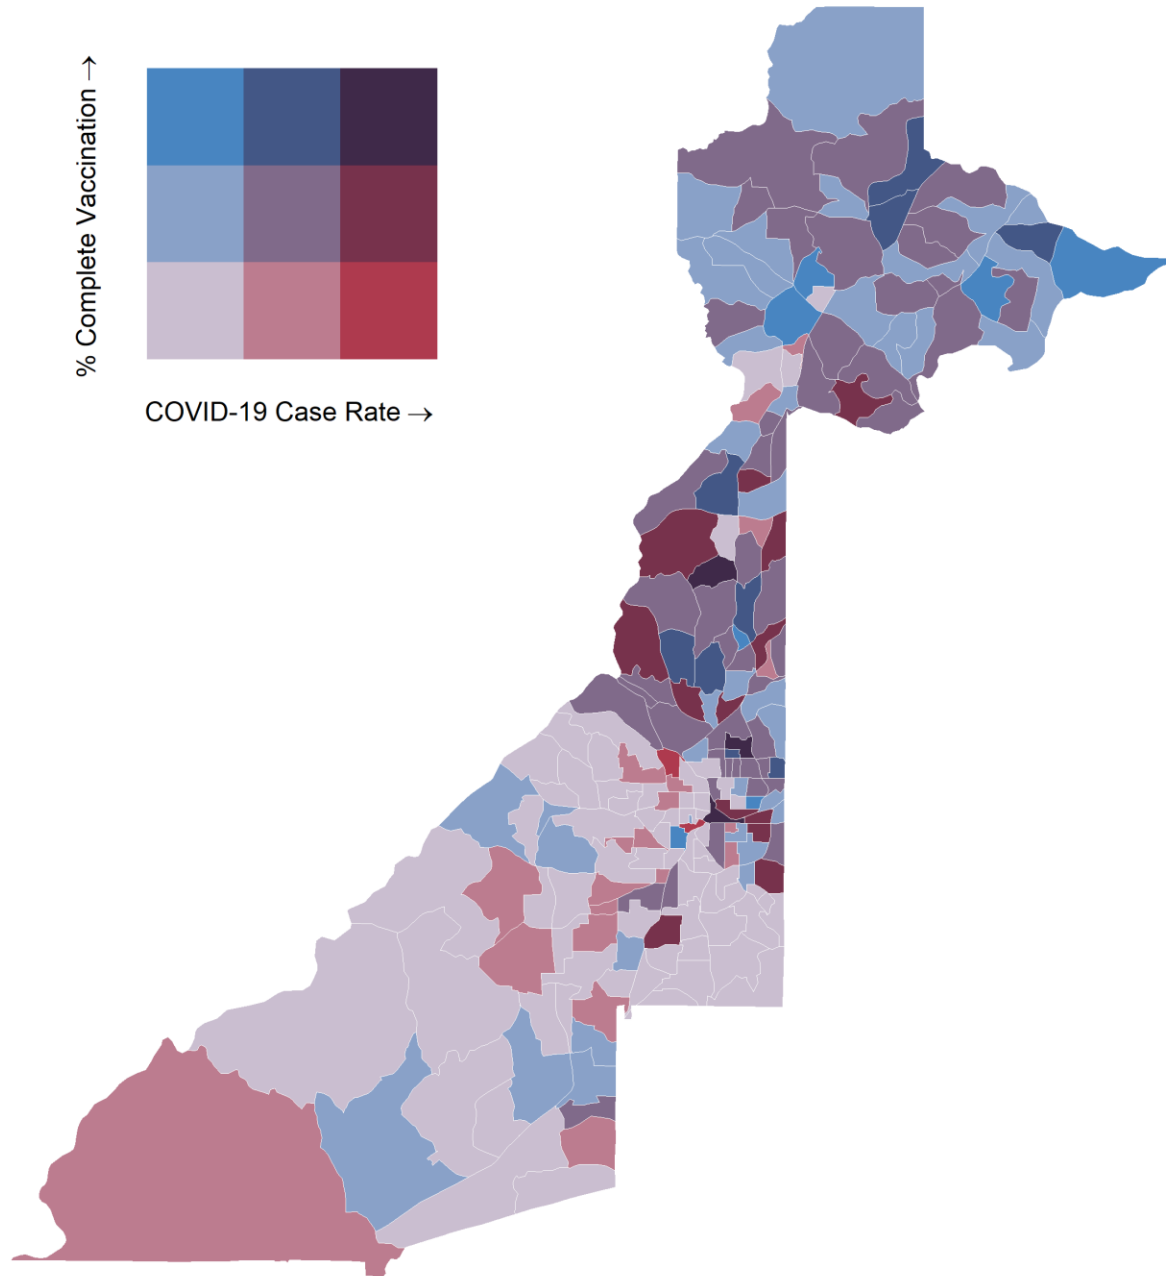 % Complete Vaccination →
COVID-19 Case Rate →